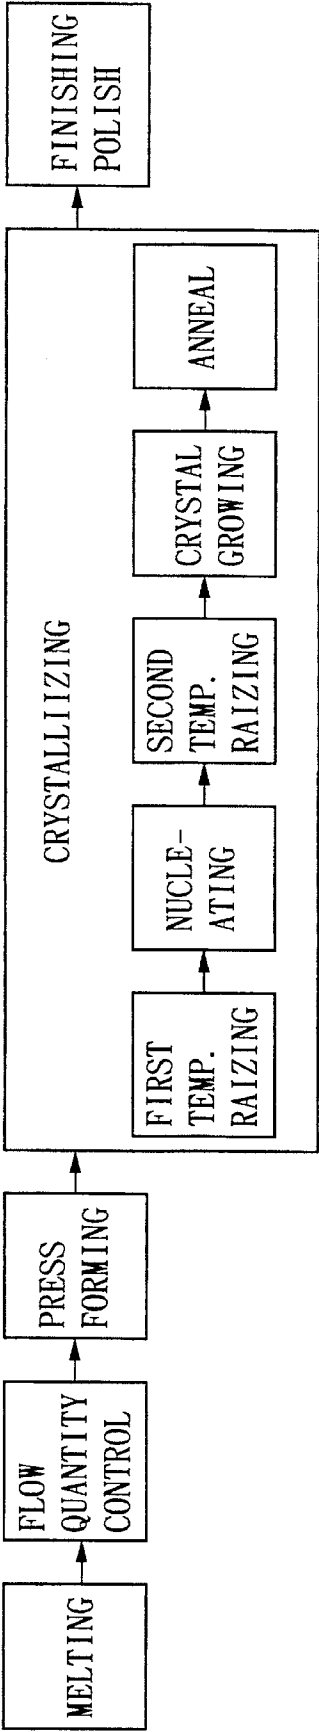 MELTING
FLOW
QUANTITY
CONTROL
PRESS
FORMING
CRYSTALLIZING
FIRST
TEMP.
RAIZING
NUCLE-
ATING
SECOND
TEMP.
RAIZING
CRYSTAL
GROWING
ANNEAL
FINISHING
POLISH